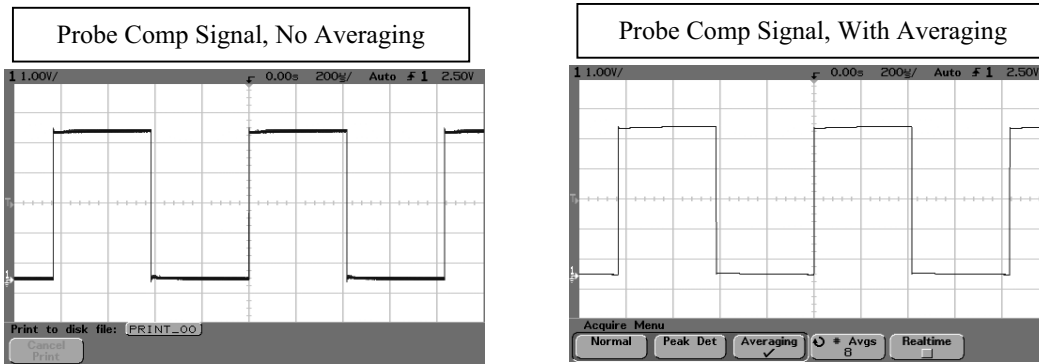 Probe Comp Signal, No Averaging
1 1.00V/ 0.00s 200µs/ Auto 1 2.50V
Print to disk file: PRINT_00
Cancel
Print
Probe Comp Signal, With Averaging
1 1.00V/ 0.00s 200µs/ Auto 1 2.50V
Acquire Menu
Normal Peak Det Averaging # Avgs Realtime
8